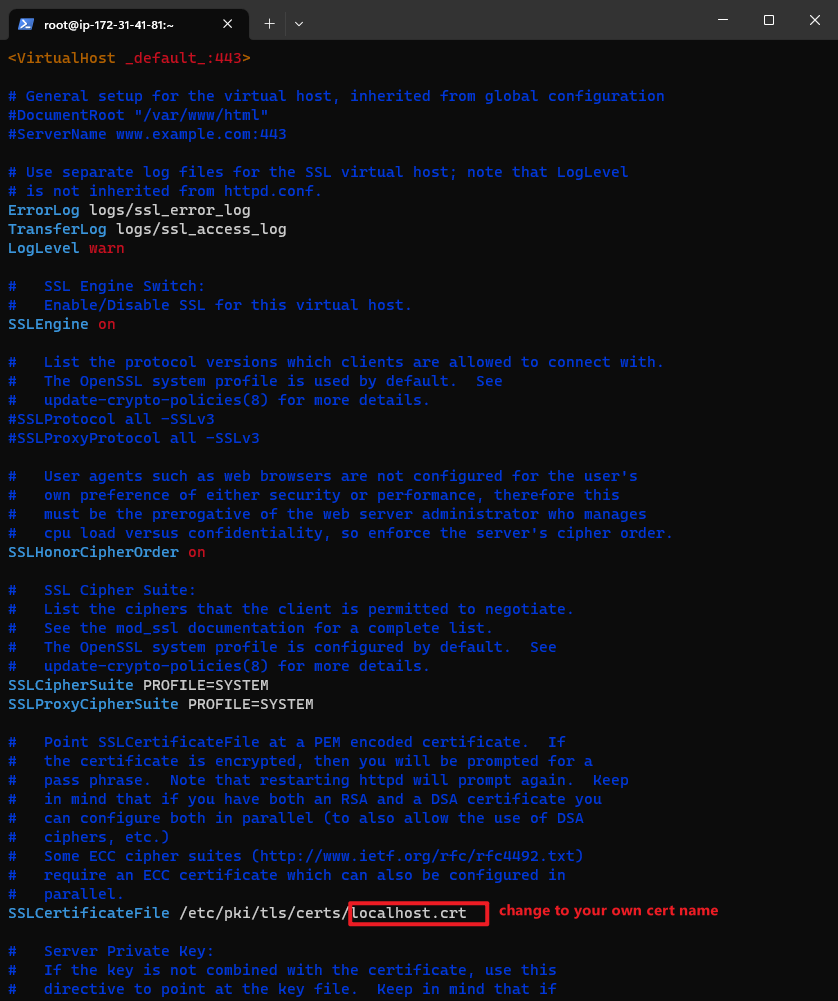 root@ip-172-31-41-81:~
<VirtualHost _default_:443>
# General setup for the virtual host, inherited from global configuration
#DocumentRoot "/var/www/html"
#ServerName www.example.com:443
# Use separate log files for the SSL virtual host; note that LogLevel
# is not inherited from httpd.conf.
ErrorLog logs/ssl_error_log
TransferLog logs/ssl_access_log
LogLevel warn
#   SSL Engine Switch:
#   Enable/Disable SSL for this virtual host.
SSLEngine on
#   List the protocol versions which clients are allowed to connect with.
#   The OpenSSL system profile is used by default.  See
#   update-crypto-policies(8) for more details.
#SSLProtocol all -SSLv3
#SSLProxyProtocol all -SSLv3
#   User agents such as web browsers are not configured for the user's
#   own preference of either security or performance, therefore this
#   must be the prerogative of the web server administrator who manages
#   cpu load versus confidentiality, so enforce the server's cipher order.
SSLHonorCipherOrder on
#   SSL Cipher Suite:
#   List the ciphers that the client is permitted to negotiate.
#   See the mod_ssl documentation for a complete list.
#   The OpenSSL system profile is configured by default.  See
#   update-crypto-policies(8) for more details.
SSLCipherSuite PROFILE=SYSTEM
SSLProxyCipherSuite PROFILE=SYSTEM
#   Point SSLCertificateFile at a PEM encoded certificate.  If
#   the certificate is encrypted, then you will be prompted for a
#   pass phrase.  Note that restarting httpd will prompt again.  Keep
#   in mind that if you have both an RSA and a DSA certificate you
#   can configure both in parallel (to also allow the use of DSA
#   ciphers, etc.)
#   Some ECC cipher suites (http://www.ietf.org/rfc/rfc4492.txt)
#   require an ECC certificate which can also be configured in
#   parallel.
SSLCertificateFile /etc/pki/tls/certs/localhost.crt change to your own cert name
#   Server Private Key:
#   If the key is not combined with the certificate, use this
#   directive to point at the key file.  Keep in mind that if